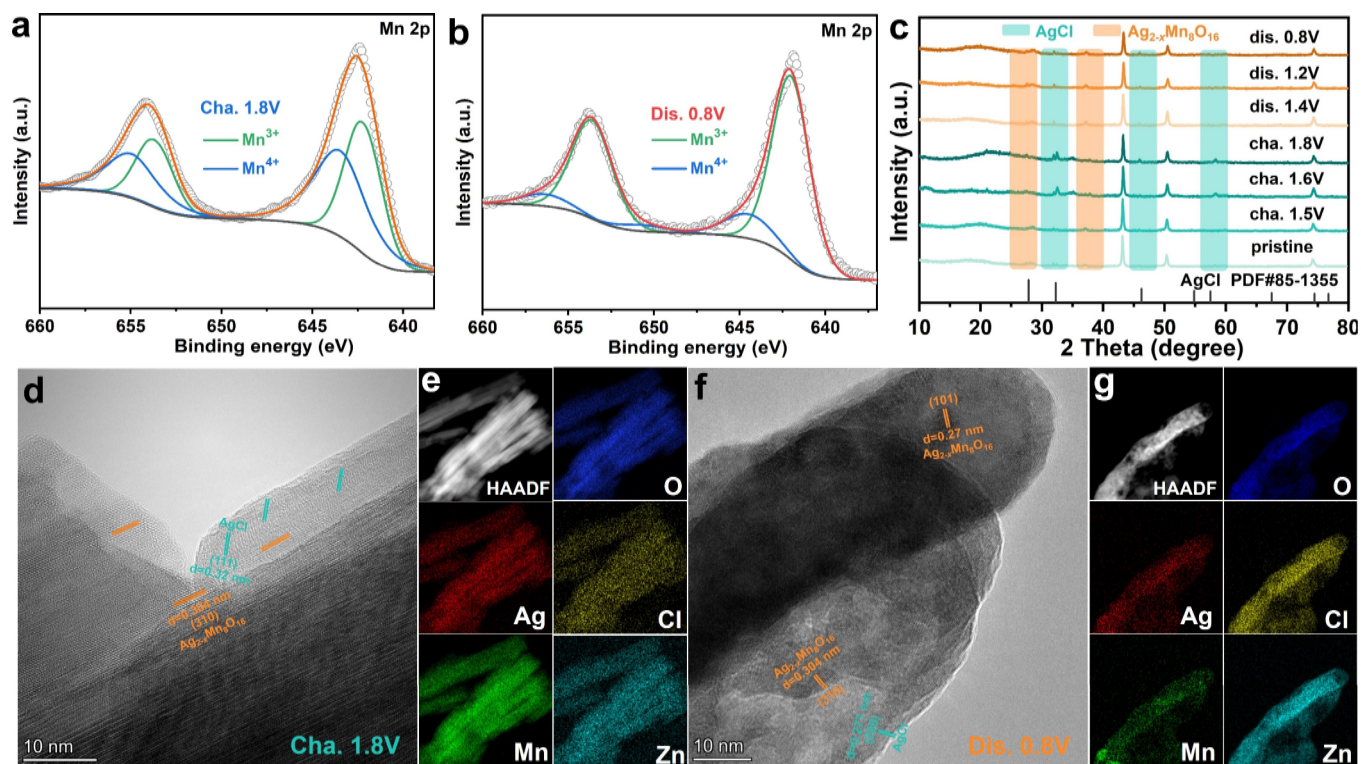 a
Mn 2p
Cha. 1.8V
Mn3+
Mn4+
Intensity (a.u.)
660 655 650 645 640
Binding energy (eV)
b
Mn 2p
Dis. 0.8V
Mn3+
Mn4+
Intensity (a.u.)
660 655 650 645 640
Binding energy (eV)
c
AgCl
Ag2-xMn8O16
dis. 0.8V
dis. 1.2V
dis. 1.4V
cha. 1.8V
cha. 1.6V
cha. 1.5V
pristine
AgCl PDF#85-1355
Intensity (a.u.)
10 20 30 40 50 60 70 80
2 Theta (degree)
d
AgCl
(111)
d=0.32 nm
(310)
Ag2-xMn8O16
10 nm
Cha. 1.8V
e
HAADF
O
Ag
Cl
Mn
Zn
f
(101)
d=0.27 nm
Ag2-xMn8O16
Ag2-xMn8O16
d=0.304 nm
(310)
AgCl
10 nm
Dis. 0.8V
g
HAADF
O
Ag
Cl
Mn
Zn